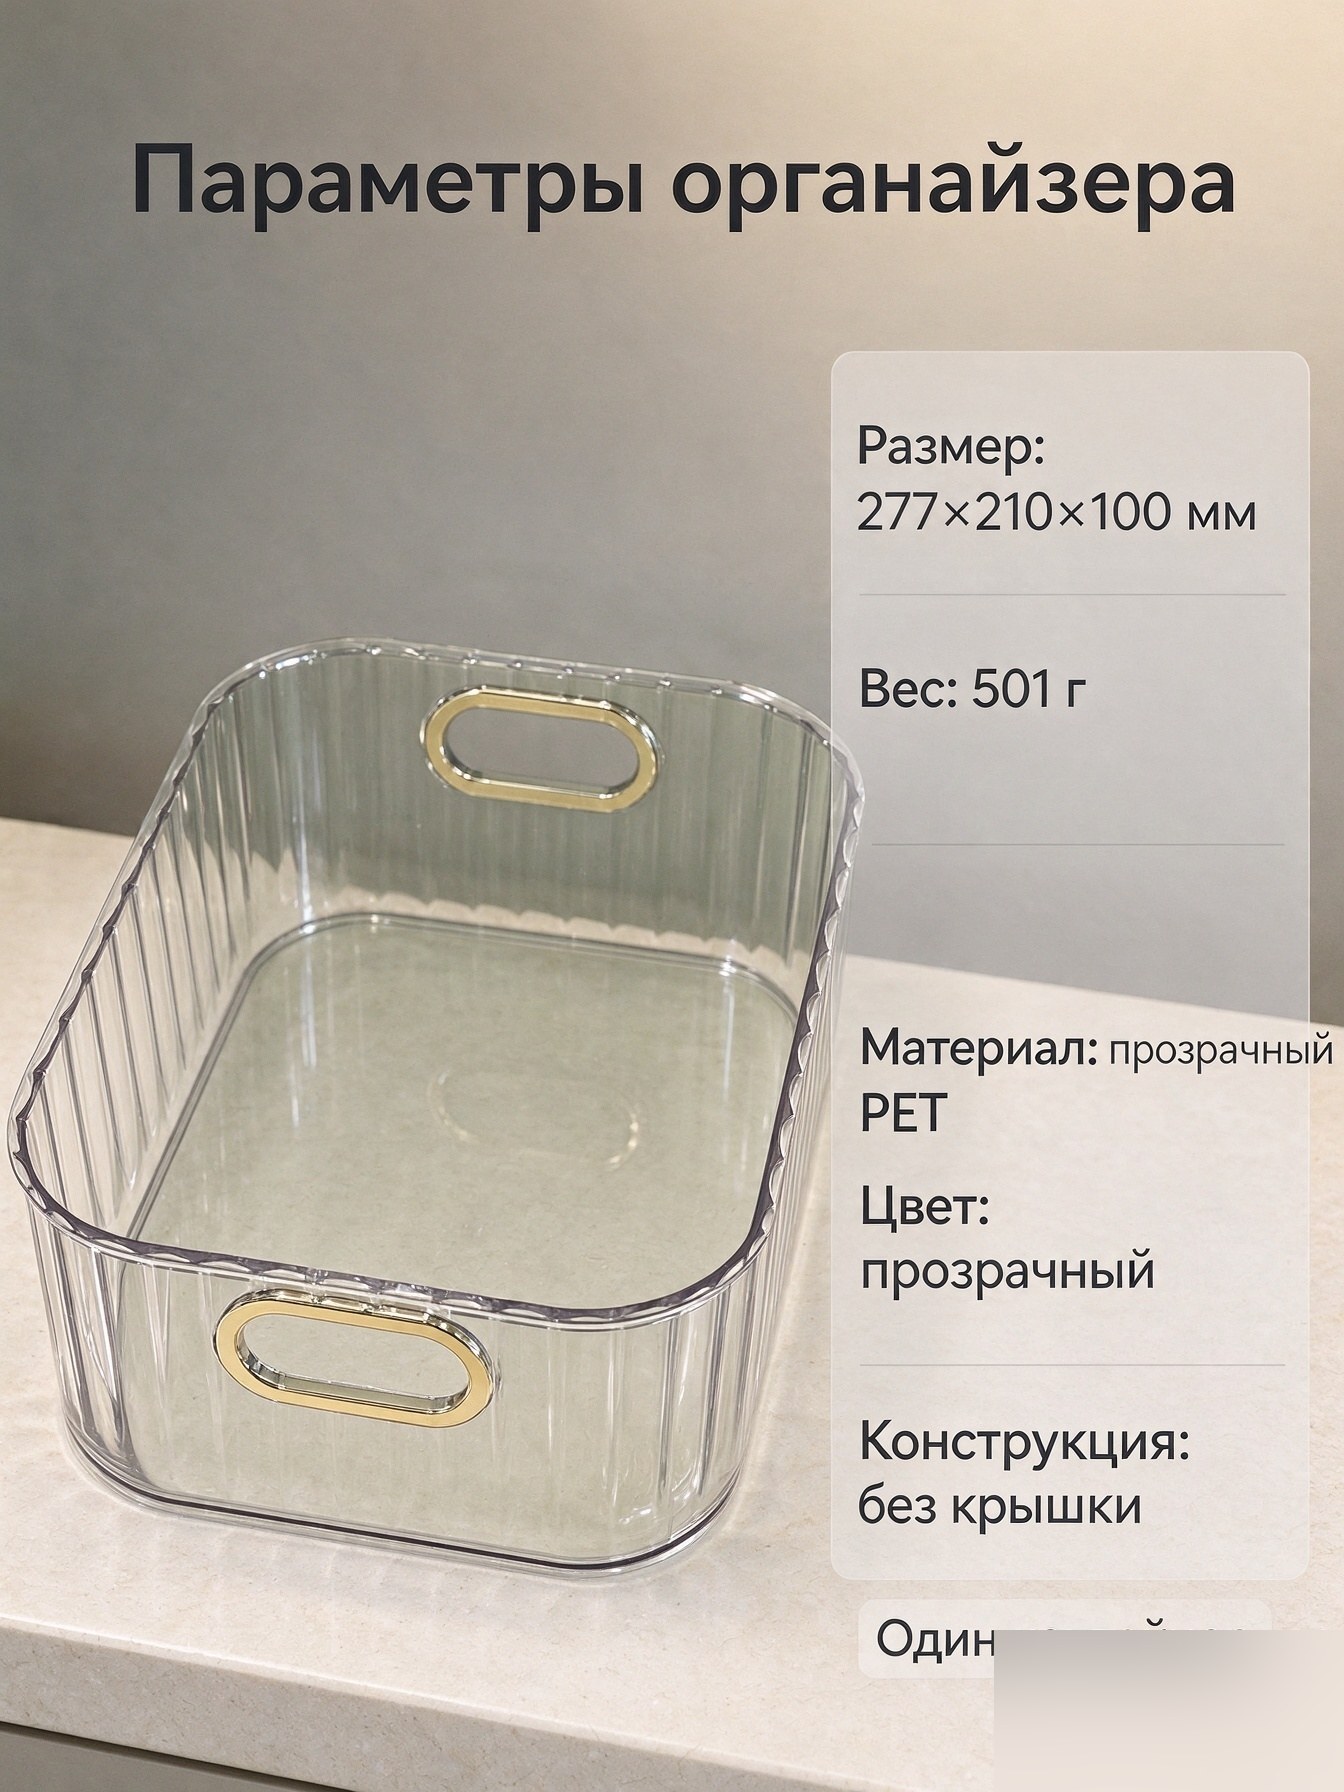 Параметры органайзера
Размер:
277×210×100 мм
Вес: 501 г
Материал: прозрачный
PET
Цвет:
прозрачный
Конструкция:
без крышки
Один